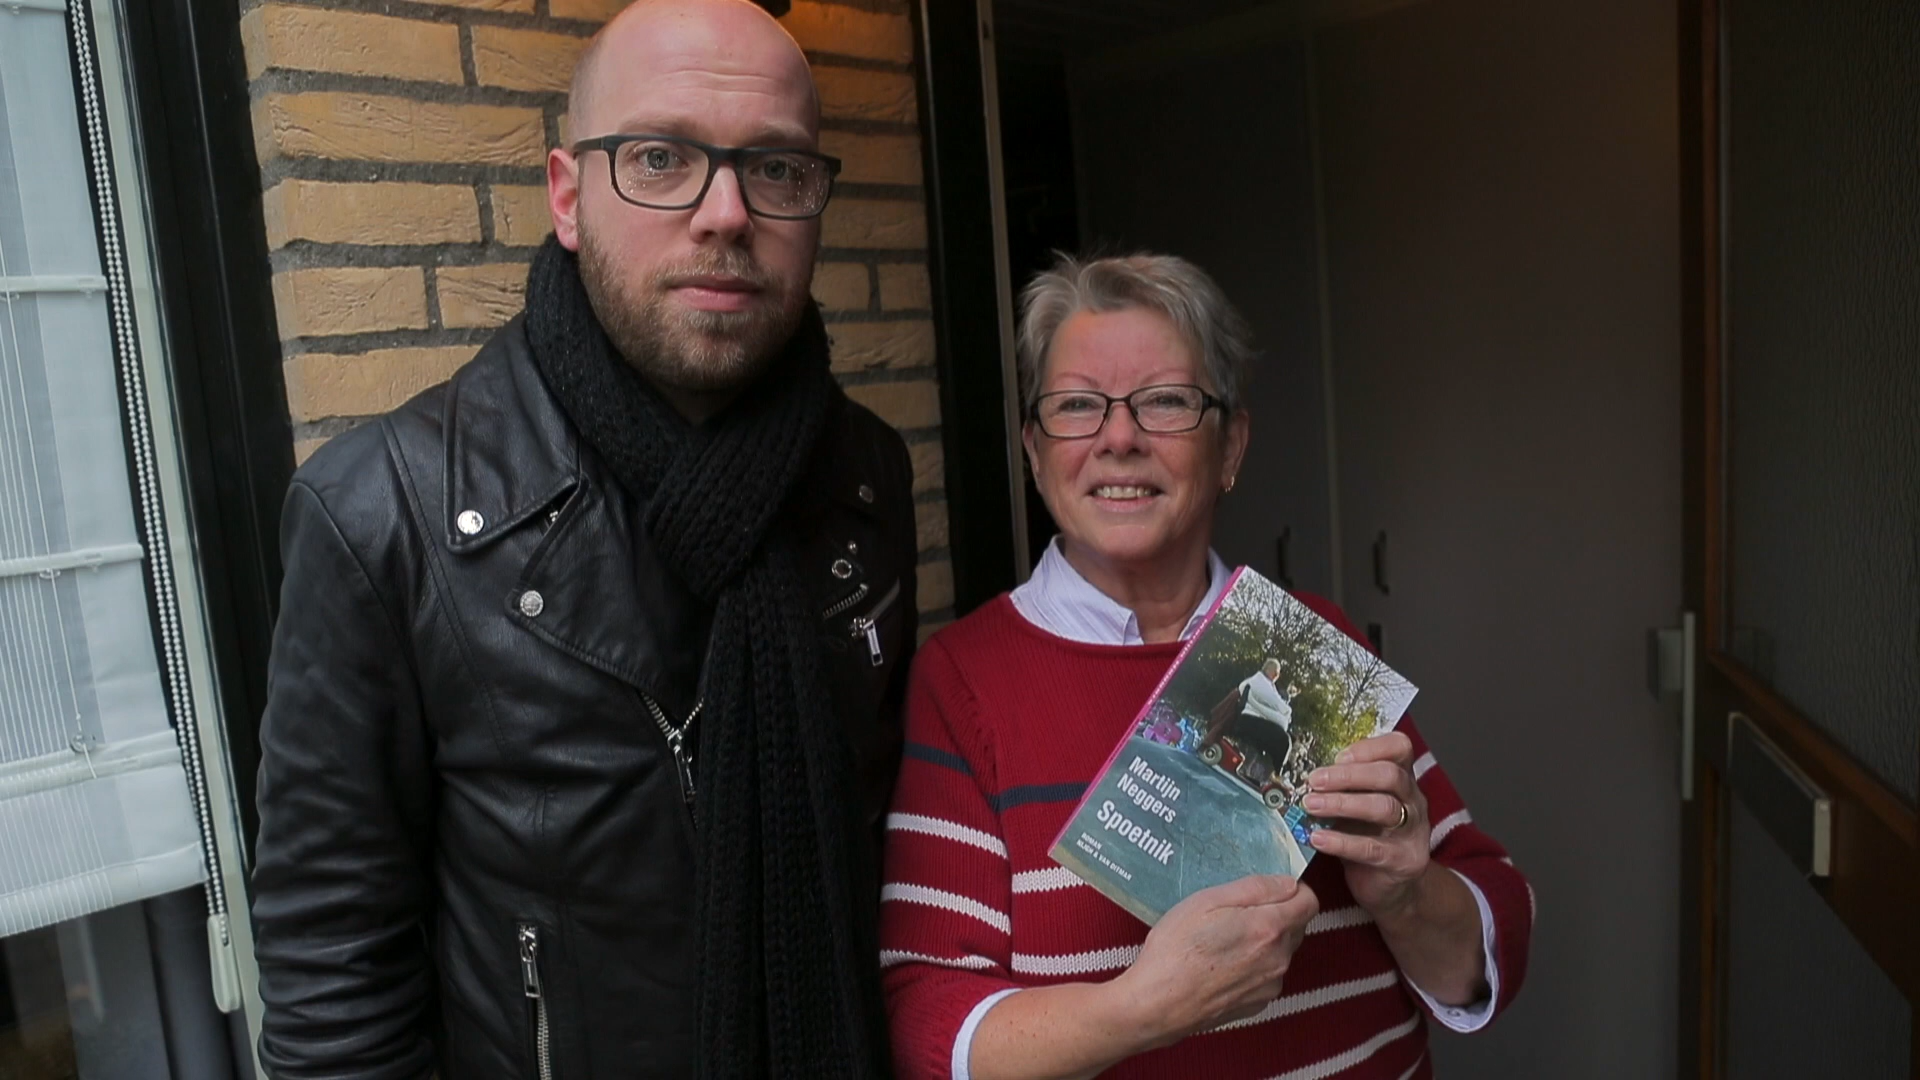 Martijn
Neggers
Spoetnik
ROMAN
NIJGH & VAN DITMAR